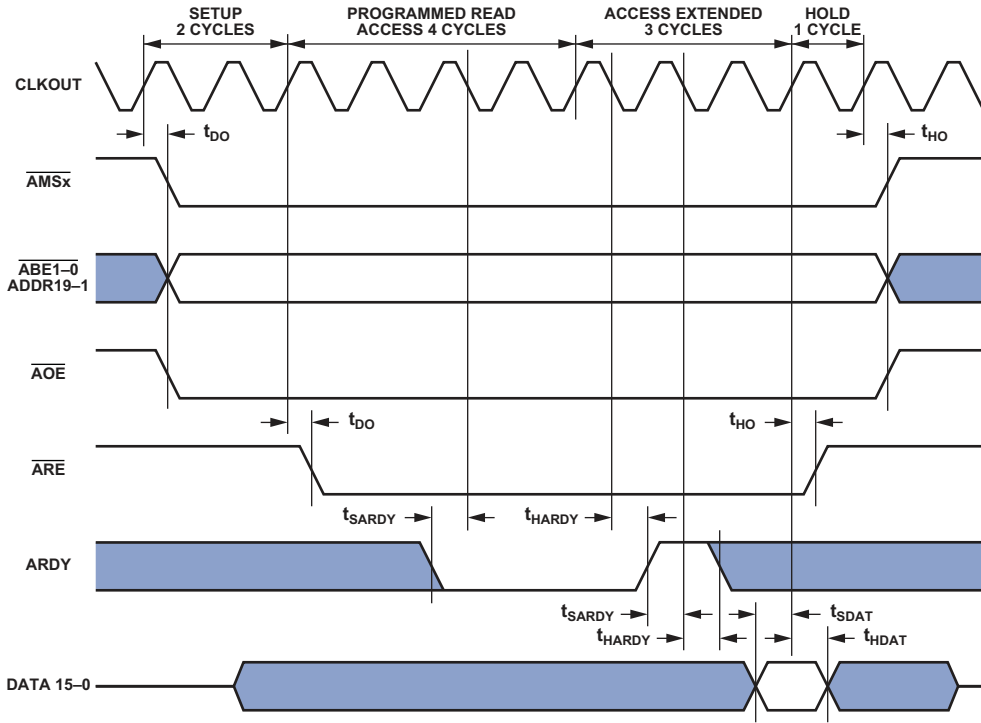 SETUP
2 CYCLES
PROGRAMMED READ
ACCESS 4 CYCLES
ACCESS EXTENDED
3 CYCLES
HOLD
1 CYCLE
CLKOUT
tDO
tHO
AMSx
ABE1–0
ADDR19–1
AOE
tDO
tHO
ARE
tSARDY
tHARDY
ARDY
tSARDY
tSDAT
tHARDY
tHDAT
DATA 15–0